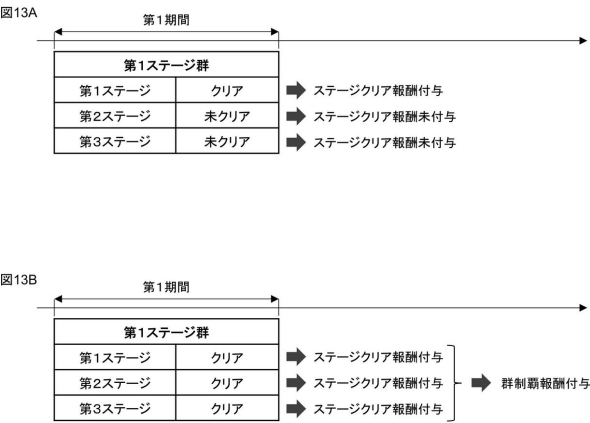 図13A
第1期間
第1ステージ群
第1ステージ クリア ステージクリア報酬付与
第2ステージ 未クリア ステージクリア報酬未付与
第3ステージ 未クリア ステージクリア報酬未付与
図13B
第1期間
第1ステージ群
第1ステージ クリア ステージクリア報酬付与
第2ステージ クリア ステージクリア報酬付与 群制覇報酬付与
第3ステージ クリア ステージクリア報酬付与